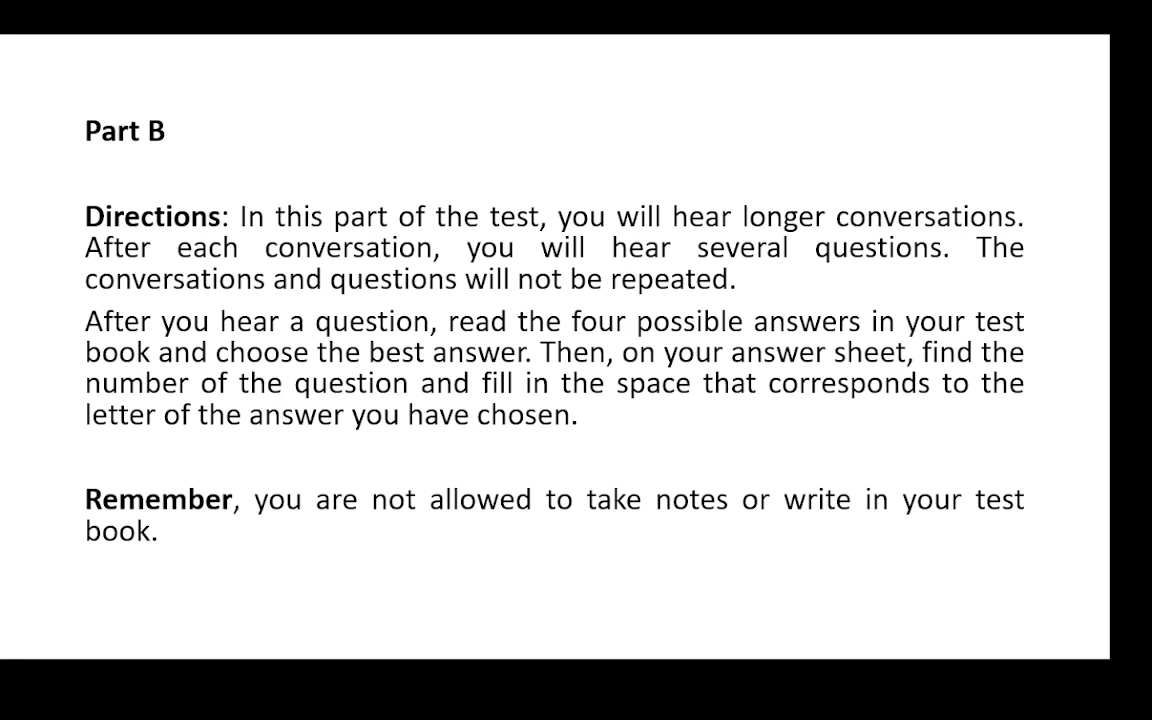 Part B
Directions: In this part of the test, you will hear longer conversations.
After each conversation, you will hear several questions. The
conversations and questions will not be repeated.
After you hear a question, read the four possible answers in your test
book and choose the best answer. Then, on your answer sheet, find the
number of the question and fill in the space that corresponds to the
letter of the answer you have chosen.
Remember, you are not allowed to take notes or write in your test
book.